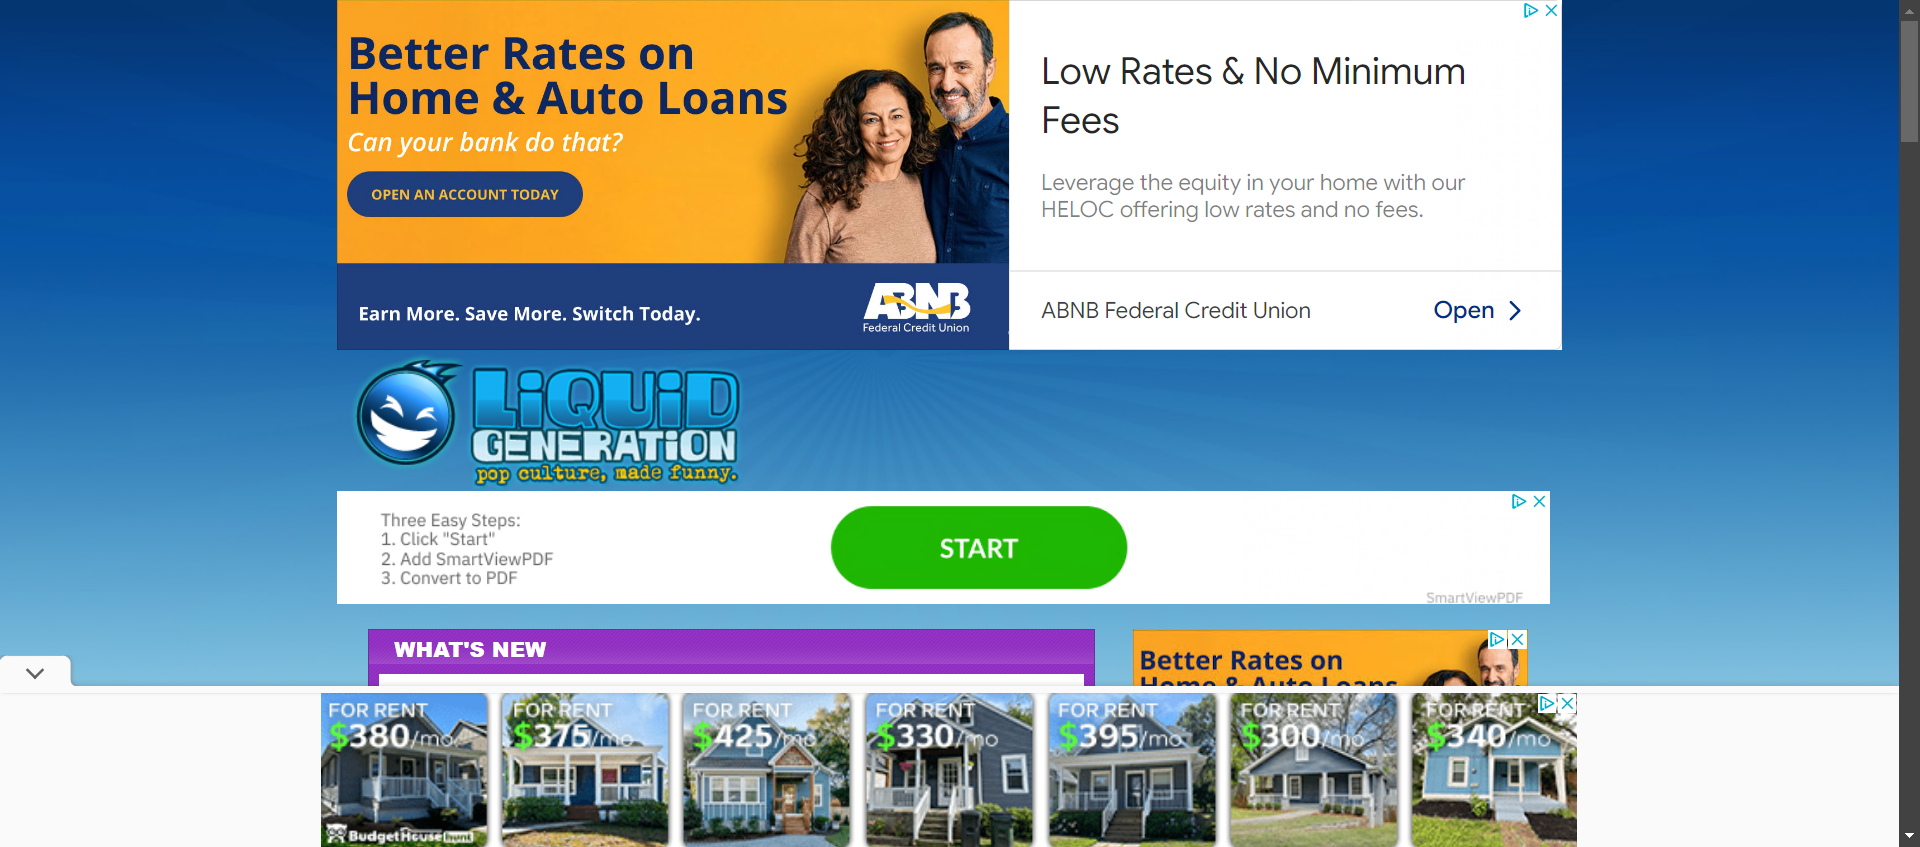 Better Rates on
Home & Auto Loans
Can your bank do that?
OPEN AN ACCOUNT TODAY
Earn More. Save More. Switch Today.
ABNB
Federal Credit Union
Low Rates & No Minimum
Fees
Leverage the equity in your home with our
HELOC offering low rates and no fees.
ABNB Federal Credit Union
Open
LiQUiD
GENERATiON
pop culture, made funny.
Three Easy Steps:
1. Click "Start"
2. Add SmartViewPDF
3. Convert to PDF
START
SmartViewPDF
WHAT'S NEW
Better Rates on
Home & Auto Loans
FOR RENT
$380/mo
BudgetHouse hunt
FOR RENT
$375/mo
FOR RENT
$425/mo
FOR RENT
$330/mo
FOR RENT
$395/mo
FOR RENT
$300/mo
FOR RENT
$340/mo